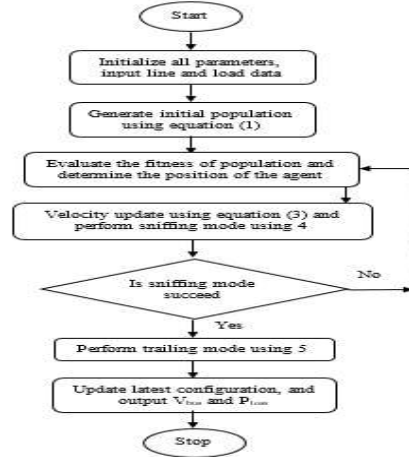 Start
Initialize all parameters,
input line and load data
Generate initial population
using equation (1)
Evaluate the fitness of population and
determine the position of the agent
Velocity update using equation (3) and
perform sniffing mode using 4
Is sniffing mode
succeed
No
Yes
Perform trailing mode using 5
Update latest configuration, and
output V_bus and P_loss
Stop